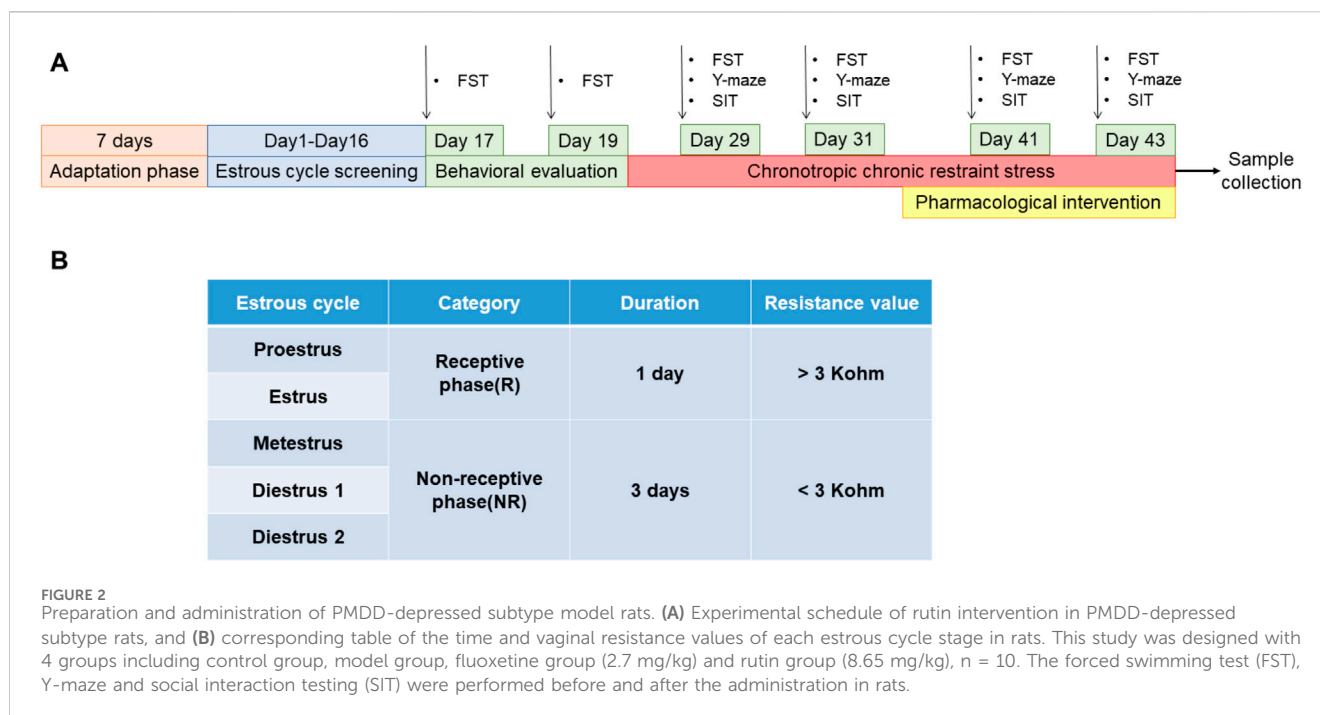 A
• FST
• FST
• FST
• Y-maze
• SIT
• FST
• Y-maze
• SIT
• FST
• Y-maze
• SIT
• FST
• Y-maze
• SIT
7 days
Day1-Day16
Day 17
Day 19
Day 29
Day 31
Day 41
Day 43
Adaptation phase
Estrous cycle screening
Behavioral evaluation
Chronotropic chronic restraint stress
Sample
collection
Pharmacological intervention
B
Estrous cycle Category Duration Resistance value
Proestrus
Estrus
Receptive
phase(R)
1 day
> 3 Kohm
Metestrus
Diestrus 1
Diestrus 2
Non-receptive
phase(NR)
3 days
< 3 Kohm
FIGURE 2
Preparation and administration of PMDD-depressed subtype model rats. (A) Experimental schedule of rutin intervention in PMDD-depressed
subtype rats, and (B) corresponding table of the time and vaginal resistance values of each estrous cycle stage in rats. This study was designed with
4 groups including control group, model group, fluoxetine group (2.7 mg/kg) and rutin group (8.65 mg/kg), n = 10. The forced swimming test (FST),
Y-maze and social interaction testing (SIT) were performed before and after the administration in rats.